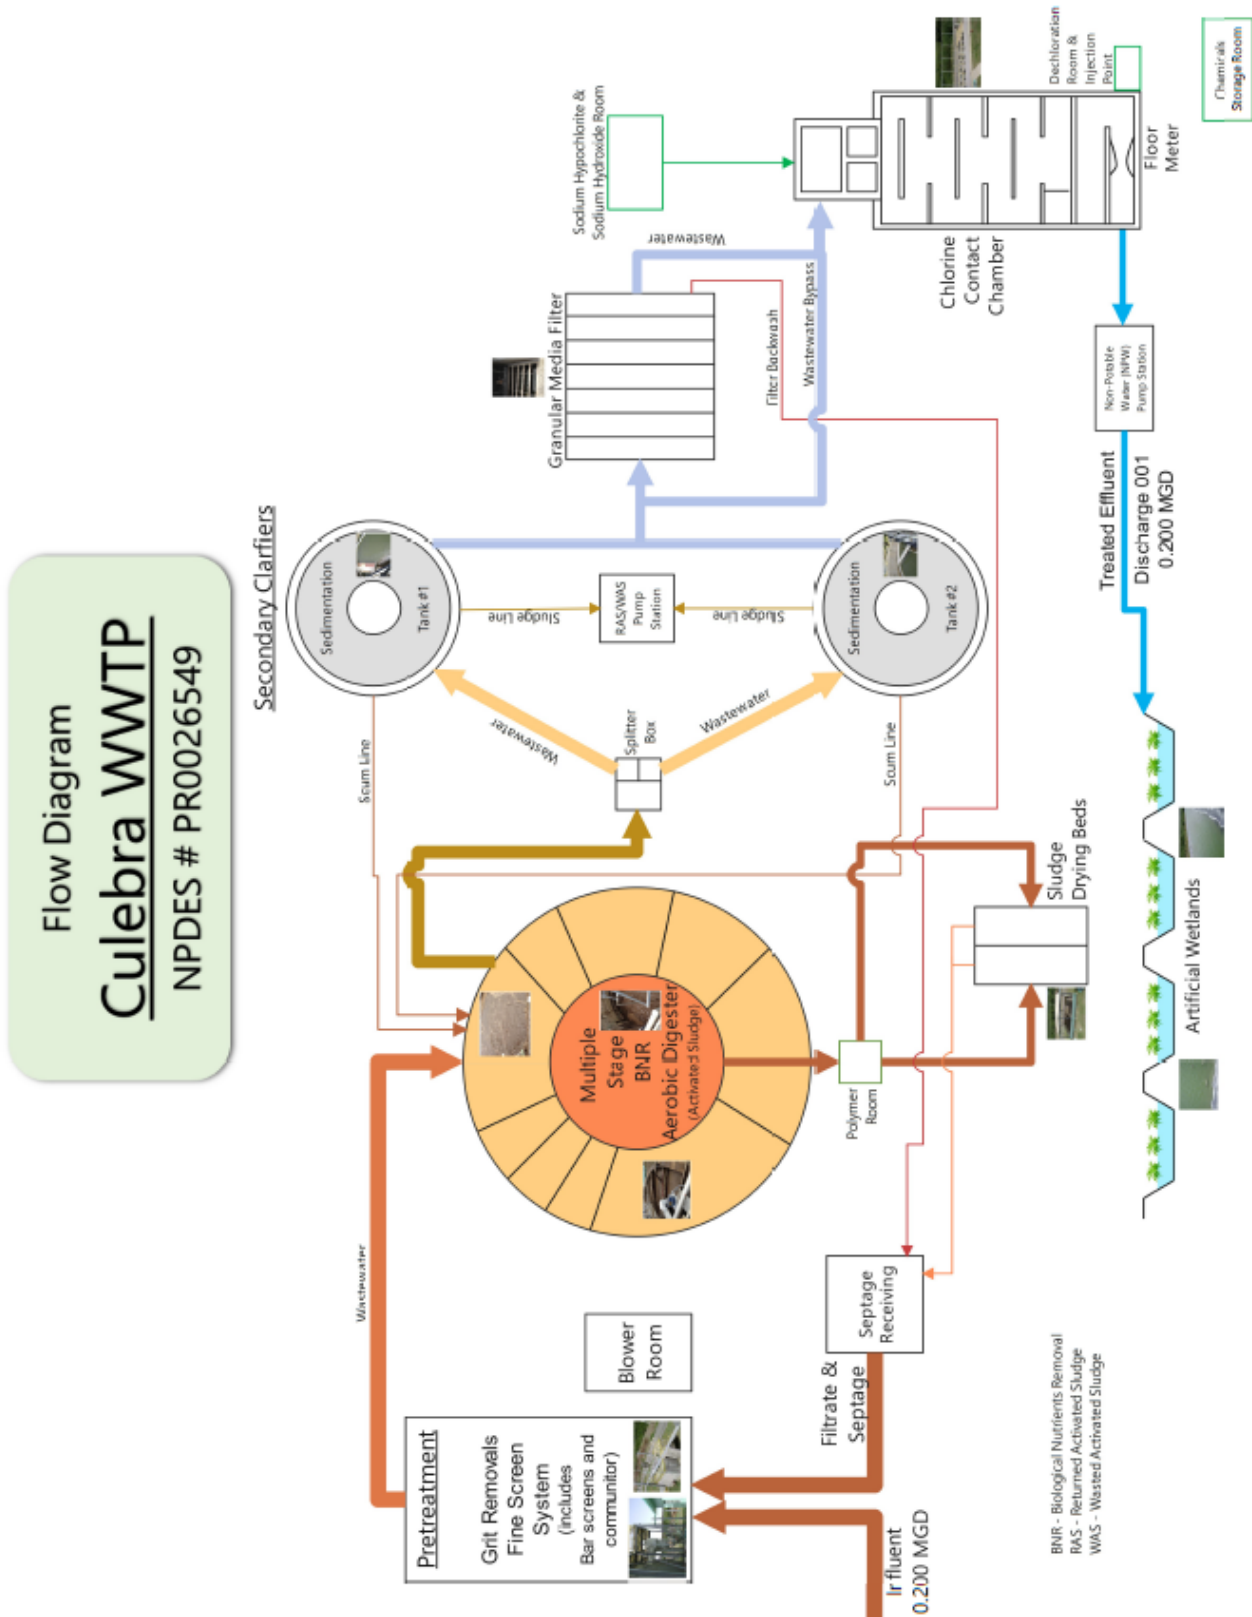 Flow Diagram
Culebra WWTP
NPDES # PR0026549
Pretreatment
Grit Removals
Fine Screen
System
(includes
Bar screens and
communitor)
Influent
0.200 MGD
Filtrate &
Septage
Septage
Receiving
Blower
Room
Wastewater
Multiple
Stage
BNR
Aerobic Digester
(Activated Sludge)
Polymer
Room
Sludge
Drying Beds
Scum Line
Scum Line
Splitter
Box
Wastewater
Wastewater
Secondary Clarfiers
Sedimentation
Tank #1
Sludge Line
RAS/WAS
Pump
Station
Sludge Line
Sedimentation
Tank #2
Granular Media Filter
Filter Backwash
Wastewater
Wastewater Bypass
Sodium Hypochlorite &
Sodium Hydroxide Room
Chlorine
Contact
Chamber
Floor
Meter
Dechloration
Room &
Injection
Point
Chemicals
Storage Room
Non-Potable
Water (NPW)
Pump Station
Treated Effluent
Discharge 001
0.200 MGD
Artificial Wetlands
BNR - Biological Nutrients Removal
RAS - Returned Activated Sludge
WAS - Wasted Activated Sludge